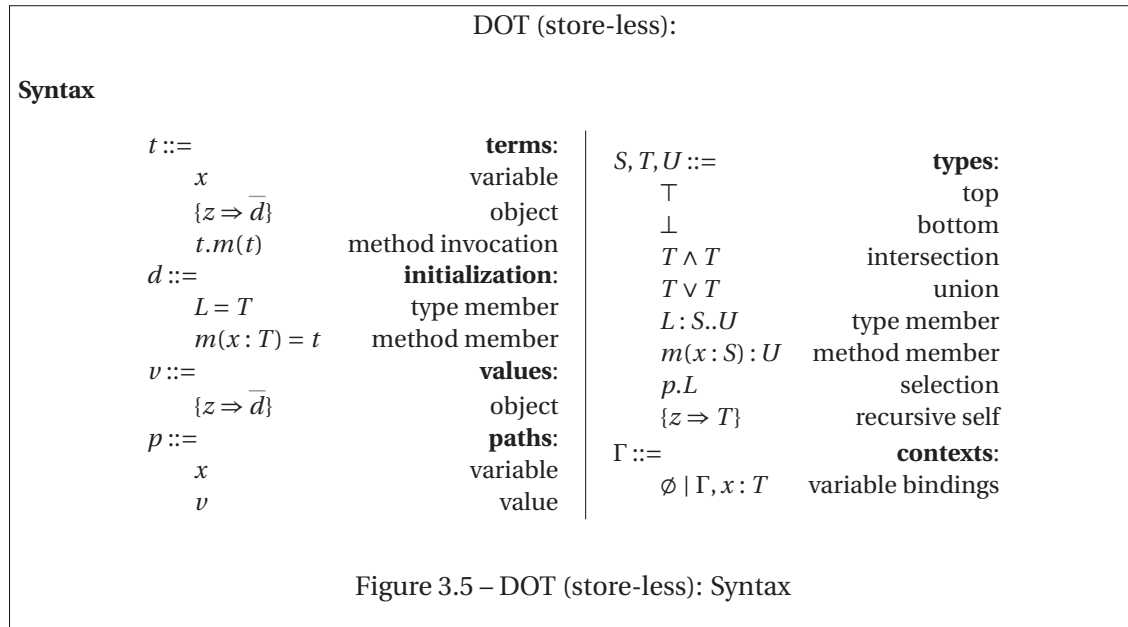 DOT (store-less):
Syntax
t ::= terms:
x variable
{z ⇒ d̅} object
t.m(t) method invocation
d ::= initialization:
L = T type member
m(x : T) = t method member
v ::= values:
{z ⇒ d̅} object
p ::= paths:
x variable
v value
S, T, U ::= types:
⊤ top
⊥ bottom
T ∧ T intersection
T ∨ T union
L : S..U type member
m(x : S) : U method member
p.L selection
{z ⇒ T} recursive self
Γ ::= contexts:
∅ | Γ, x : T variable bindings
Figure 3.5 – DOT (store-less): Syntax